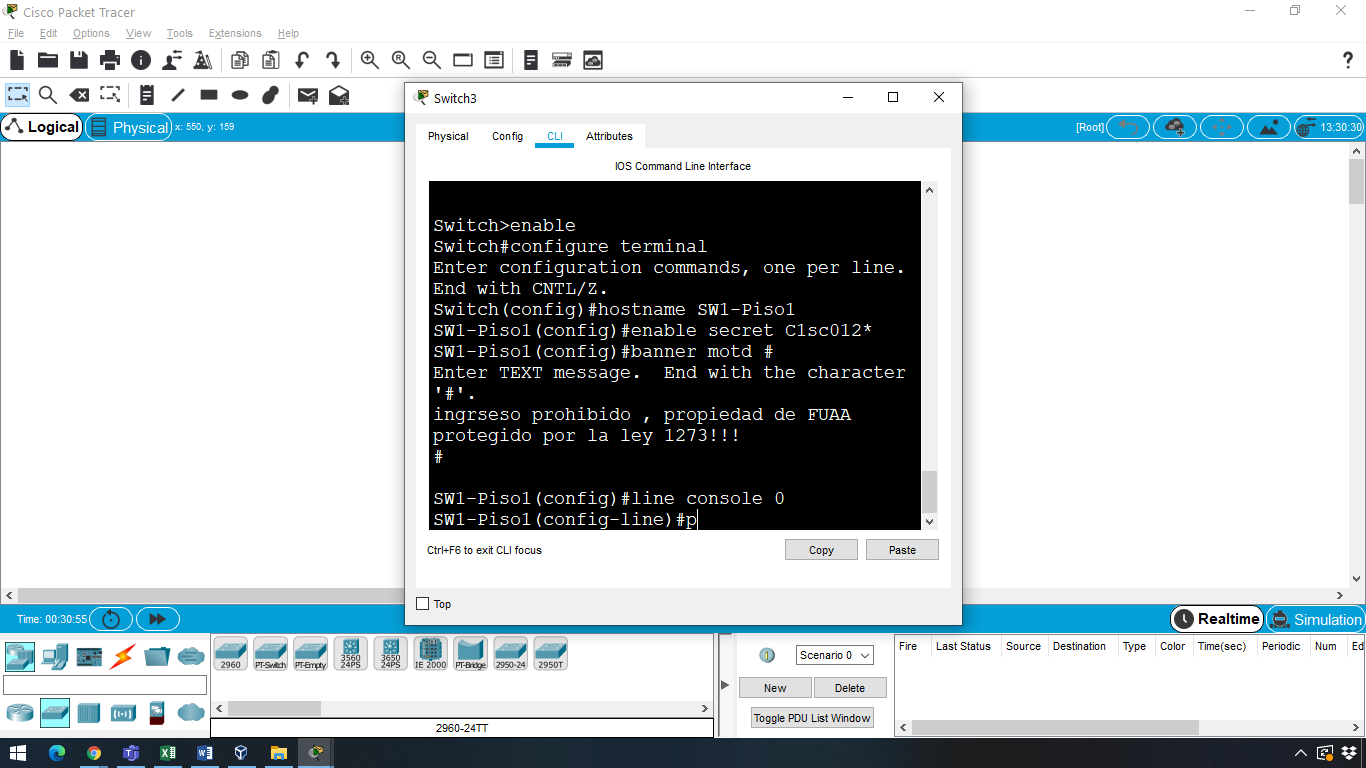 Cisco Packet Tracer
File Edit Options View Tools Extensions Help
?
Logical Physical x: 550, y: 159
[Root] 13:30:30
Switch3
Physical Config CLI Attributes
IOS Command Line Interface
Switch>enable
Switch#configure terminal
Enter configuration commands, one per line.
End with CNTL/Z.
Switch(config)#hostname SW1-Piso1
SW1-Piso1(config)#enable secret C1sc012*
SW1-Piso1(config)#banner motd #
Enter TEXT message.  End with the character
'#'.
ingrseso prohibido , propiedad de FUAA
protegido por la ley 1273!!!
#
SW1-Piso1(config)#line console 0
SW1-Piso1(config-line)#p
Ctrl+F6 to exit CLI focus
Copy Paste
Top
Time: 00:30:55
Realtime Simulation
2960 PT-Switch PT-Empty 3560 24PS 3650 24PS IE 2000 PT-Bridge 2950-24 2950T
2960-24TT
Scenario 0
New Delete
Toggle PDU List Window
Fire Last Status Source Destination Type Color Time(sec) Periodic Num Ed